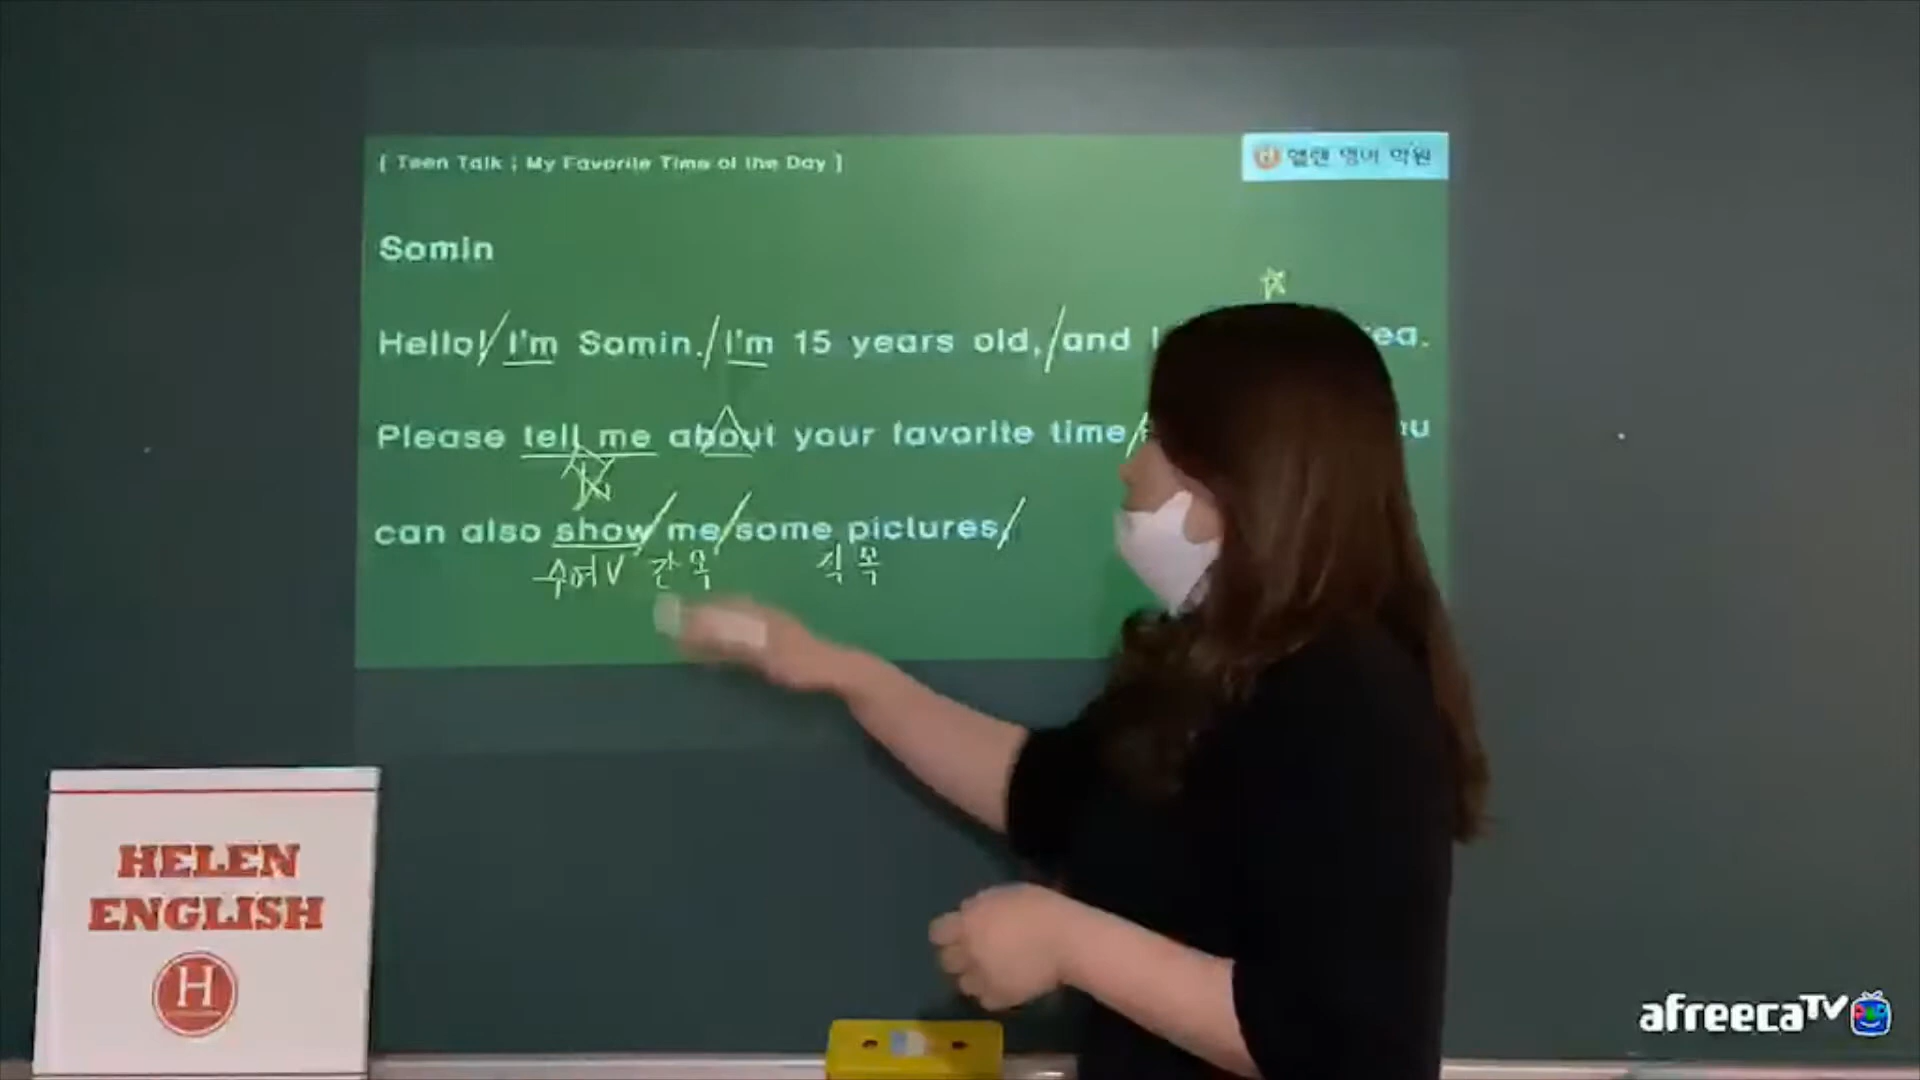 [ Teen Talk ; My Favorite Time of the Day ]
H 헬렌 영어 학원
Somin
Hello! I'm Somin. I'm 15 years old, and
Please tell me about your favorite time
can also show me some pictures.
수여V 간목 직목
HELEN
ENGLISH
H
afreecaTV